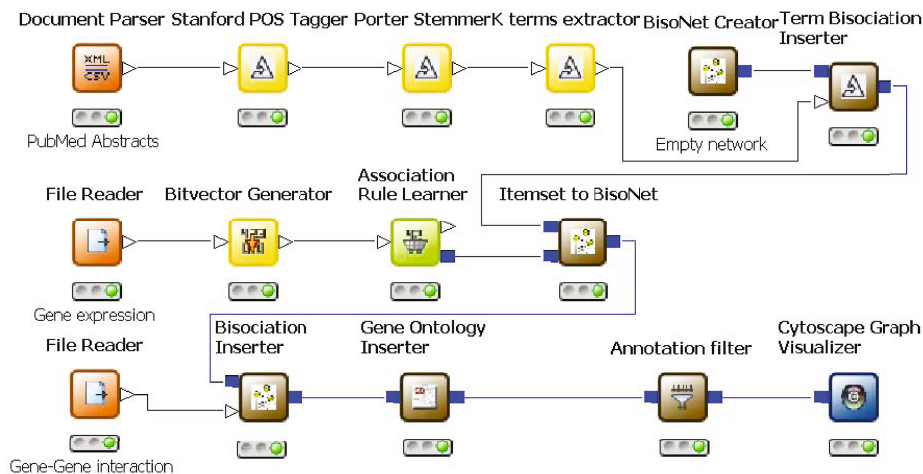 Document Parser Stanford POS Tagger Porter StemmerK terms extractor
BisoNet Creator
Term Bisociation
Inserter
XML
CSV
PubMed Abstracts
Empty network
File Reader
Bitvector Generator
Association
Rule Learner
Itemset to BisoNet
Gene expression
File Reader
Bisociation
Inserter
Gene Ontology
Inserter
Annotation filter
Cytoscape Graph
Visualizer
Gene-Gene interaction